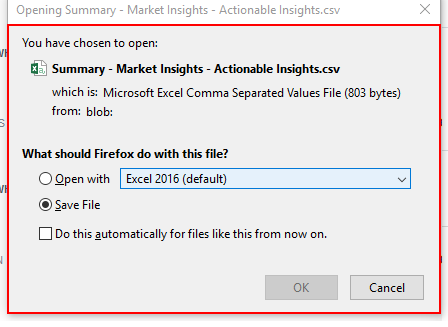 Opening Summary - Market Insights - Actionable Insights.csv
You have chosen to open:
Summary - Market Insights - Actionable Insights.csv
which is: Microsoft Excel Comma Separated Values File (803 bytes)
from: blob:
What should Firefox do with this file?
Open with Excel 2016 (default)
Save File
Do this automatically for files like this from now on.
OK Cancel